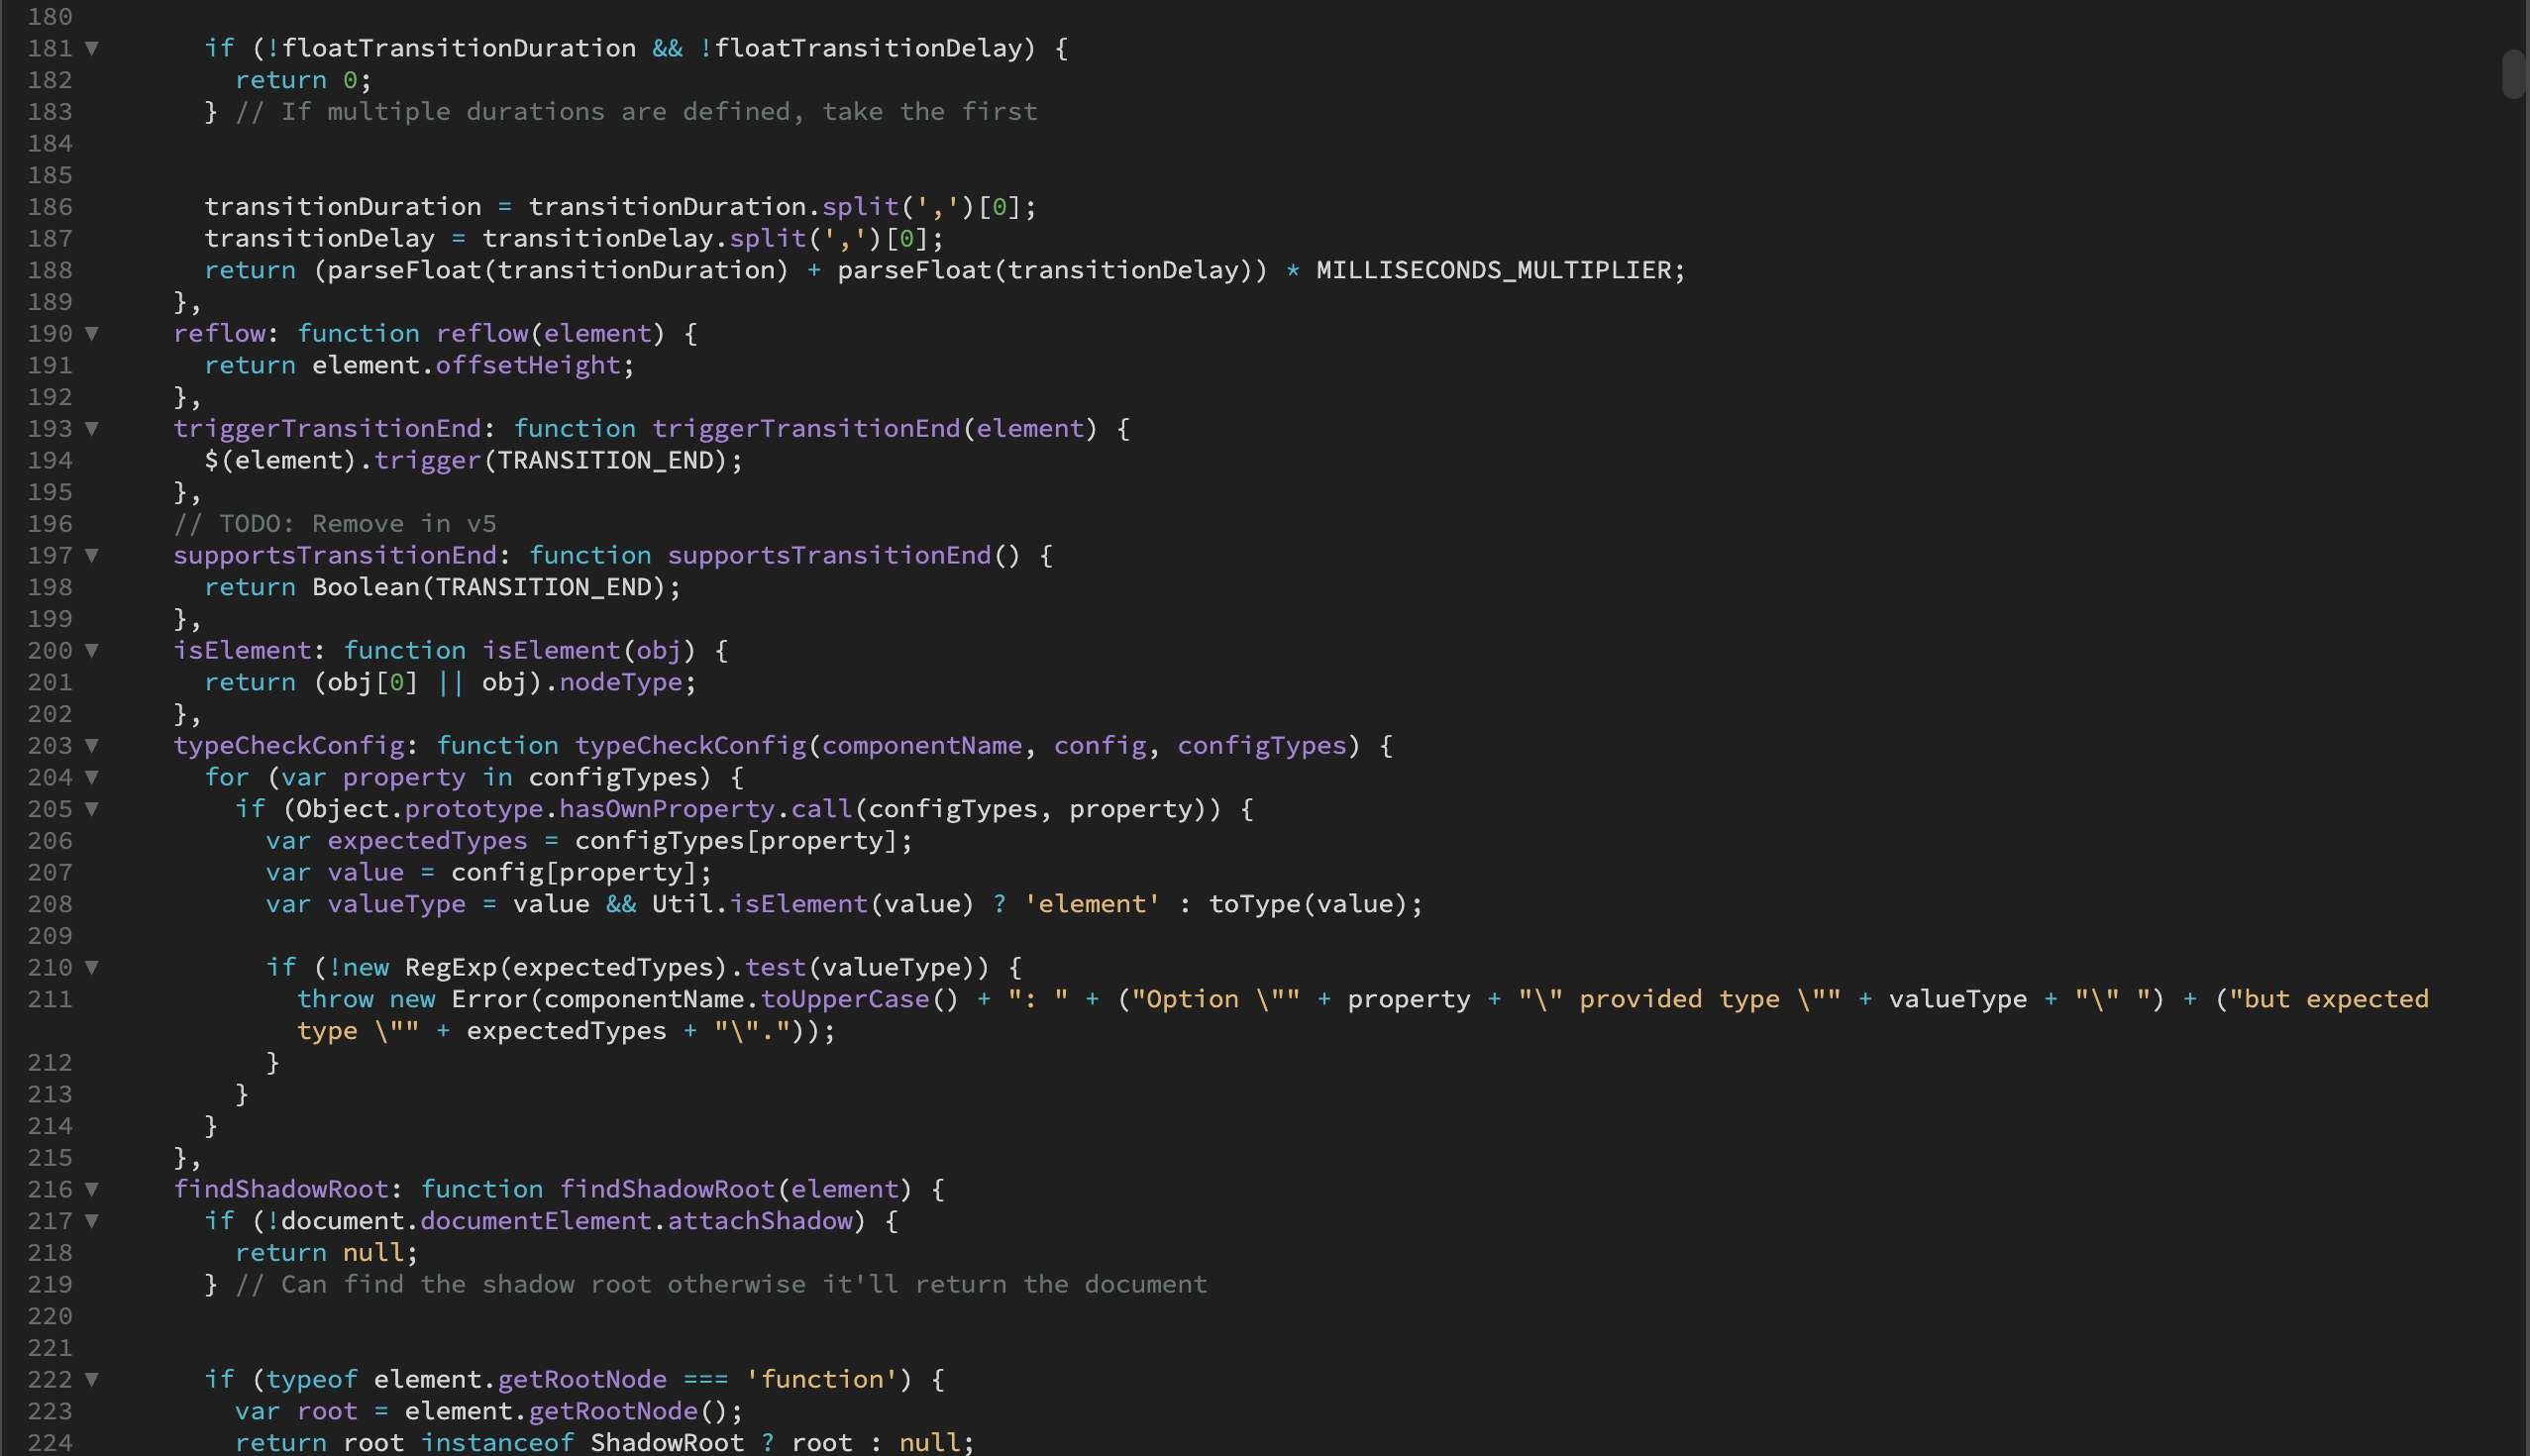 180
181 ▼ if (!floatTransitionDuration && !floatTransitionDelay) {
182 return 0;
183 } // If multiple durations are defined, take the first
184
185
186 transitionDuration = transitionDuration.split(',')[0];
187 transitionDelay = transitionDelay.split(',')[0];
188 return (parseFloat(transitionDuration) + parseFloat(transitionDelay)) * MILLISECONDS_MULTIPLIER;
189 },
190 ▼ reflow: function reflow(element) {
191 return element.offsetHeight;
192 },
193 ▼ triggerTransitionEnd: function triggerTransitionEnd(element) {
194 $(element).trigger(TRANSITION_END);
195 },
196 // TODO: Remove in v5
197 ▼ supportsTransitionEnd: function supportsTransitionEnd() {
198 return Boolean(TRANSITION_END);
199 },
200 ▼ isElement: function isElement(obj) {
201 return (obj[0] || obj).nodeType;
202 },
203 ▼ typeCheckConfig: function typeCheckConfig(componentName, config, configTypes) {
204 ▼ for (var property in configTypes) {
205 ▼ if (Object.prototype.hasOwnProperty.call(configTypes, property)) {
206 var expectedTypes = configTypes[property];
207 var value = config[property];
208 var valueType = value && Util.isElement(value) ? 'element' : toType(value);
209
210 ▼ if (!new RegExp(expectedTypes).test(valueType)) {
211 throw new Error(componentName.toUpperCase() + ": " + ("Option \"" + property + "\" provided type \"" + valueType + "\" ") + ("but expected
type \"" + expectedTypes + "\"."));
212 }
213 }
214 }
215 },
216 ▼ findShadowRoot: function findShadowRoot(element) {
217 ▼ if (!document.documentElement.attachShadow) {
218 return null;
219 } // Can find the shadow root otherwise it'll return the document
220
221
222 ▼ if (typeof element.getRootNode === 'function') {
223 var root = element.getRootNode();
224 return root instanceof ShadowRoot ? root : null;